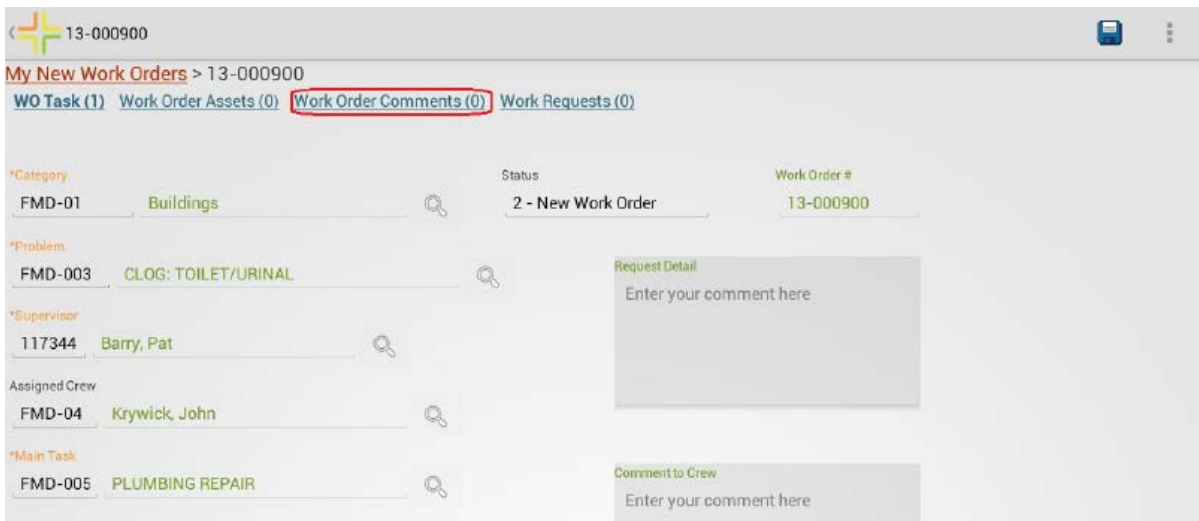 13-000900
My New Work Orders > 13-000900
WO Task (1) Work Order Assets (0) Work Order Comments (0) Work Requests (0)
*Category Status Work Order #
FMD-01 Buildings 2 - New Work Order 13-000900
*Problem
FMD-003 CLOG: TOILET/URINAL
Request Detail
Enter your comment here
*Supervisor
117344 Barry, Pat
Assigned Crew
FMD-04 Krywick, John
*Main Task
FMD-005 PLUMBING REPAIR
Comment to Crew
Enter your comment here